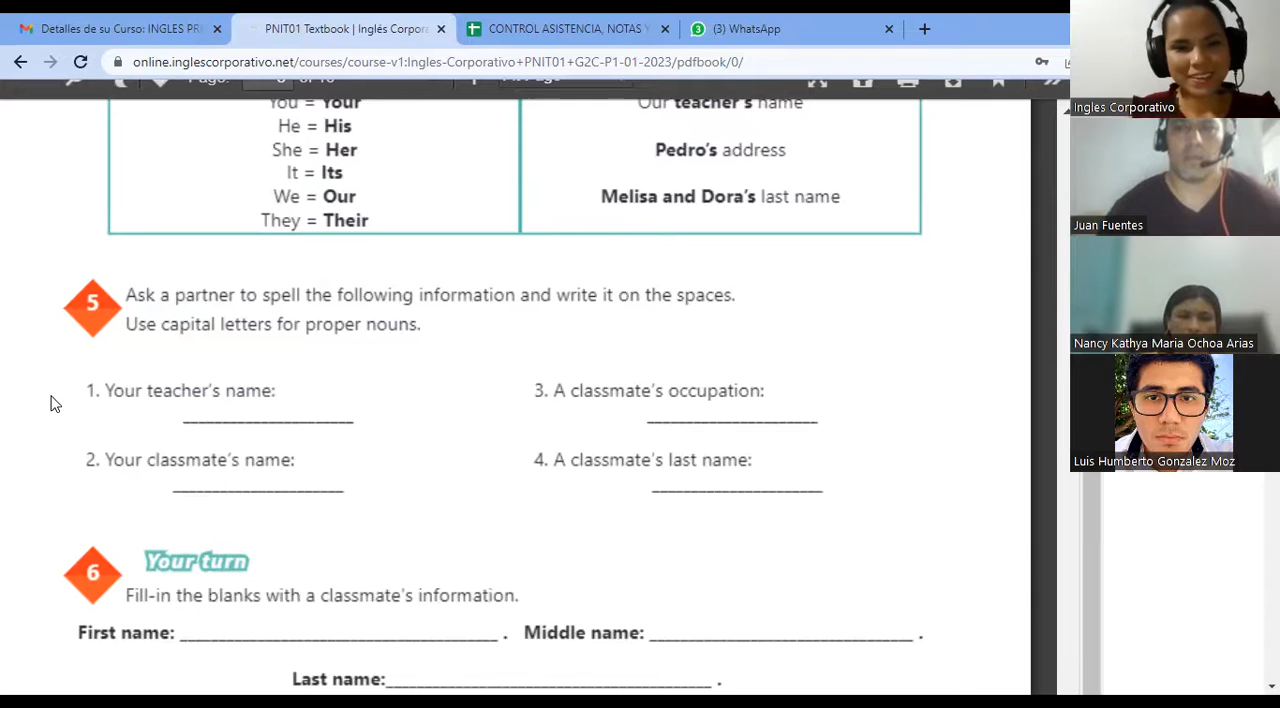 Detalles de su Curso: INGLES PR
PNIT01 Textbook | Inglés Corpora
CONTROL ASISTENCIA, NOTAS Y
(3) WhatsApp
online.inglescorporativo.net/courses/course-v1:Ingles-Corporativo+PNIT01+G2C-P1-01-2023/pdfbook/0/
Ingles Corporativo
You = Your
He = His
She = Her
It = Its
We = Our
They = Their
Our teacher's name
Pedro's address
Melisa and Dora's last name
Juan Fuentes
5
Ask a partner to spell the following information and write it on the spaces.
Use capital letters for proper nouns.
Nancy Kathya Maria Ochoa Arias
1. Your teacher's name:
3. A classmate's occupation:
2. Your classmate's name:
4. A classmate's last name:
Luis Humberto Gonzalez Moz
6
Your turn
Fill-in the blanks with a classmate's information.
First name: ______________________ . Middle name: ____________________ .
Last name:________________________ .